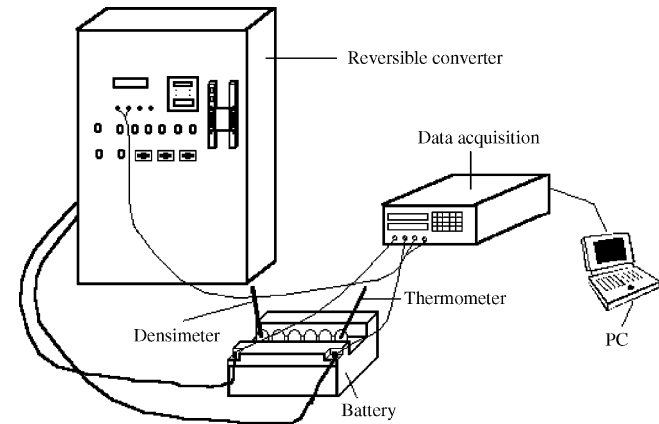 Reversible converter
Data acquisition
Thermometer
Densimeter
PC
Battery